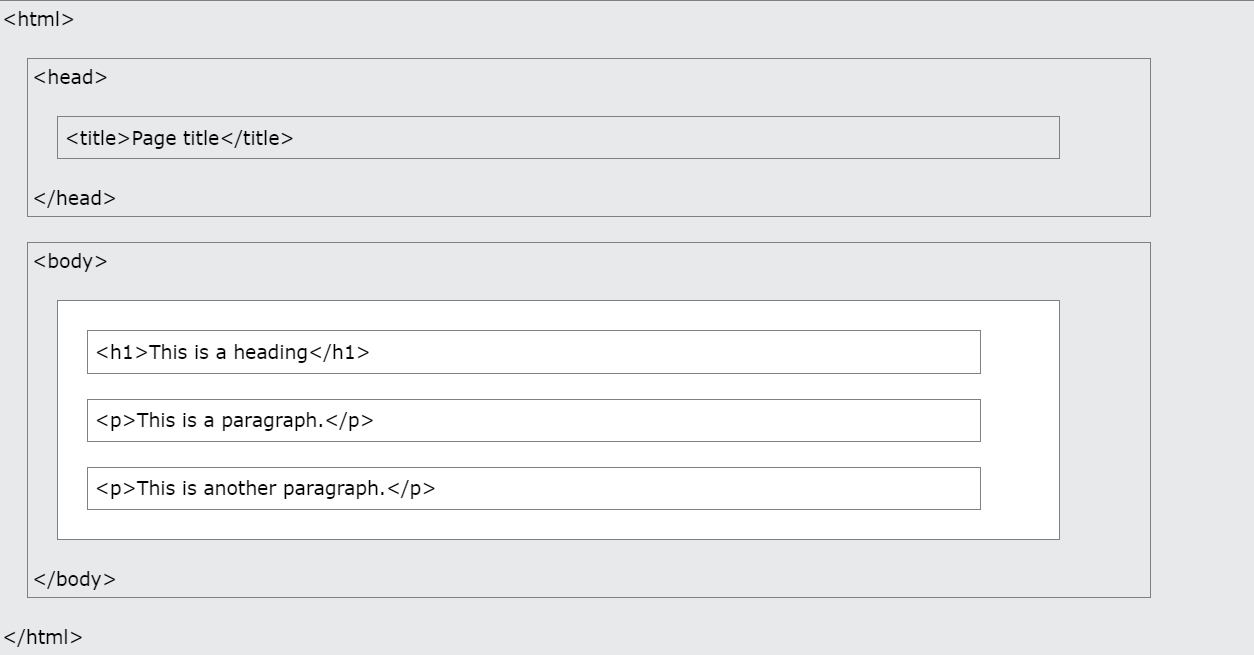 <html>
<head>
<title>Page title</title>
</head>
<body>
<h1>This is a heading</h1>
<p>This is a paragraph.</p>
<p>This is another paragraph.</p>
</body>
</html>